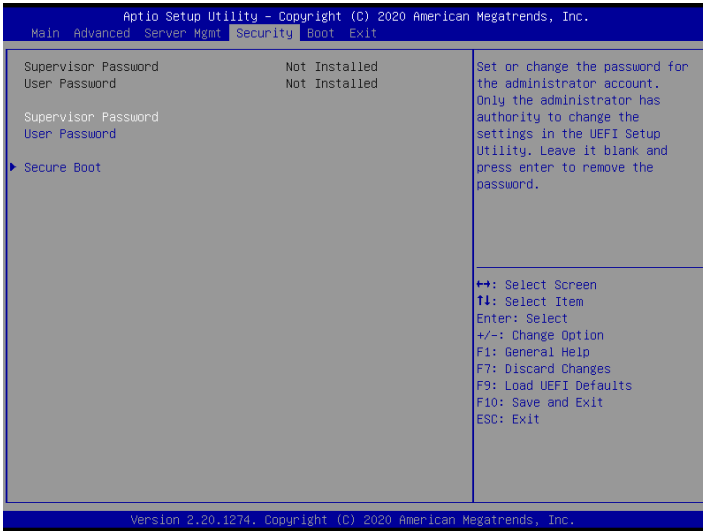 Aptio Setup Utility – Copyright (C) 2020 American Megatrends, Inc.
Main Advanced Server Mgmt Security Boot Exit
Supervisor Password Not Installed
User Password Not Installed
Supervisor Password
User Password
Secure Boot
Set or change the password for
the administrator account.
Only the administrator has
authority to change the
settings in the UEFI Setup
Utility. Leave it blank and
press enter to remove the
password.
↔: Select Screen
↑↓: Select Item
Enter: Select
+/-: Change Option
F1: General Help
F7: Discard Changes
F9: Load UEFI Defaults
F10: Save and Exit
ESC: Exit
Version 2.20.1274. Copyright (C) 2020 American Megatrends, Inc.